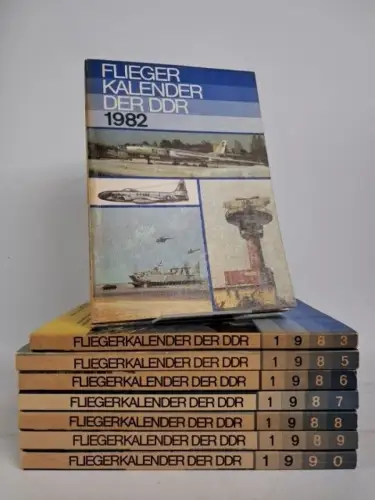 FLIEGER
KALENDER
DER DDR
1982
FLIEGERKALENDER DER DDR 1983
FLIEGERKALENDER DER DDR 1985
FLIEGERKALENDER DER DDR 1986
FLIEGERKALENDER DER DDR 1987
FLIEGERKALENDER DER DDR 1988
FLIEGERKALENDER DER DDR 1989
FLIEGERKALENDER DER DDR 1990